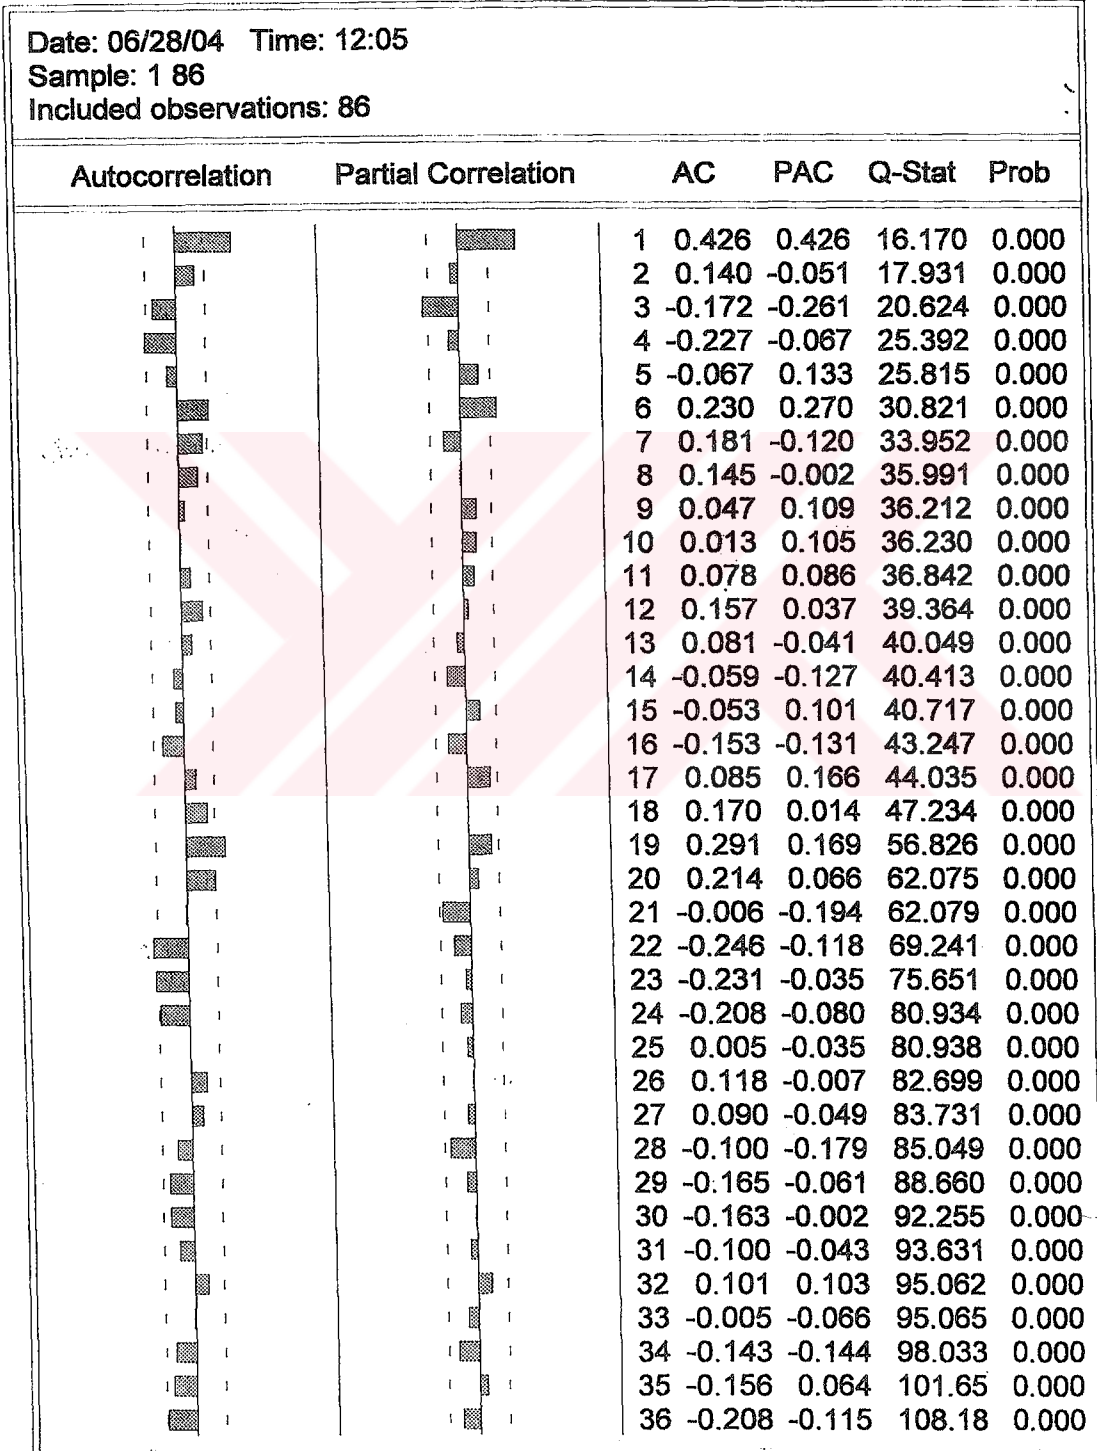 Date: 06/28/04 Time: 12:05
Sample: 1 86
Included observations: 86
Autocorrelation Partial Correlation AC PAC Q-Stat Prob
1 0.426 0.426 16.170 0.000
2 0.140 -0.051 17.931 0.000
3 -0.172 -0.261 20.624 0.000
4 -0.227 -0.067 25.392 0.000
5 -0.067 0.133 25.815 0.000
6 0.230 0.270 30.821 0.000
7 0.181 -0.120 33.952 0.000
8 0.145 -0.002 35.991 0.000
9 0.047 0.109 36.212 0.000
10 0.013 0.105 36.230 0.000
11 0.078 0.086 36.842 0.000
12 0.157 0.037 39.364 0.000
13 0.081 -0.041 40.049 0.000
14 -0.059 -0.127 40.413 0.000
15 -0.053 0.101 40.717 0.000
16 -0.153 -0.131 43.247 0.000
17 0.085 0.166 44.035 0.000
18 0.170 0.014 47.234 0.000
19 0.291 0.169 56.826 0.000
20 0.214 0.066 62.075 0.000
21 -0.006 -0.194 62.079 0.000
22 -0.246 -0.118 69.241 0.000
23 -0.231 -0.035 75.651 0.000
24 -0.208 -0.080 80.934 0.000
25 0.005 -0.035 80.938 0.000
26 0.118 -0.007 82.699 0.000
27 0.090 -0.049 83.731 0.000
28 -0.100 -0.179 85.049 0.000
29 -0.165 -0.061 88.660 0.000
30 -0.163 -0.002 92.255 0.000
31 -0.100 -0.043 93.631 0.000
32 0.101 0.103 95.062 0.000
33 -0.005 -0.066 95.065 0.000
34 -0.143 -0.144 98.033 0.000
35 -0.156 0.064 101.65 0.000
36 -0.208 -0.115 108.18 0.000